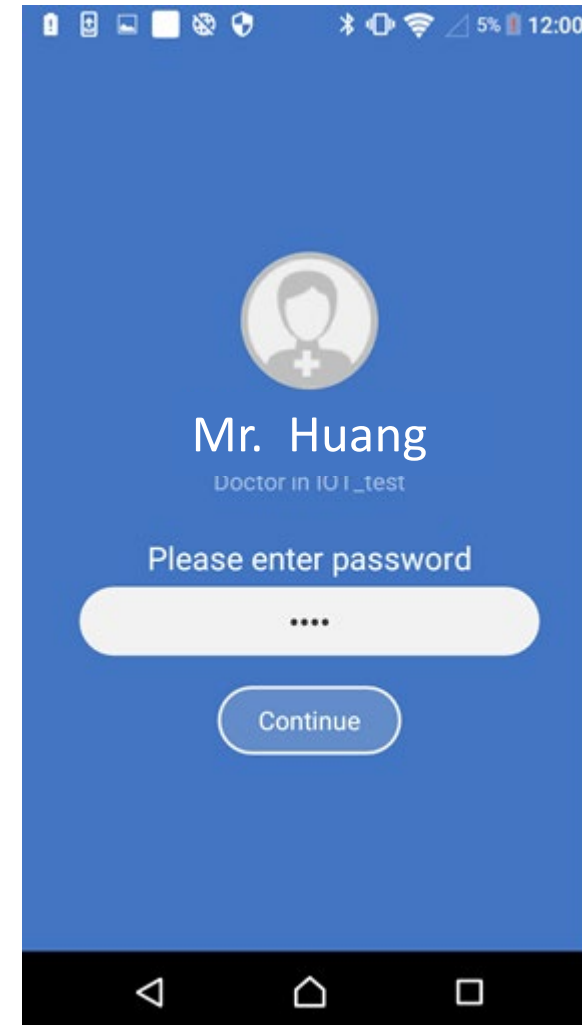 5% 12:00
Mr. Huang
Doctor in IOT_test
Please enter password
••••
Continue